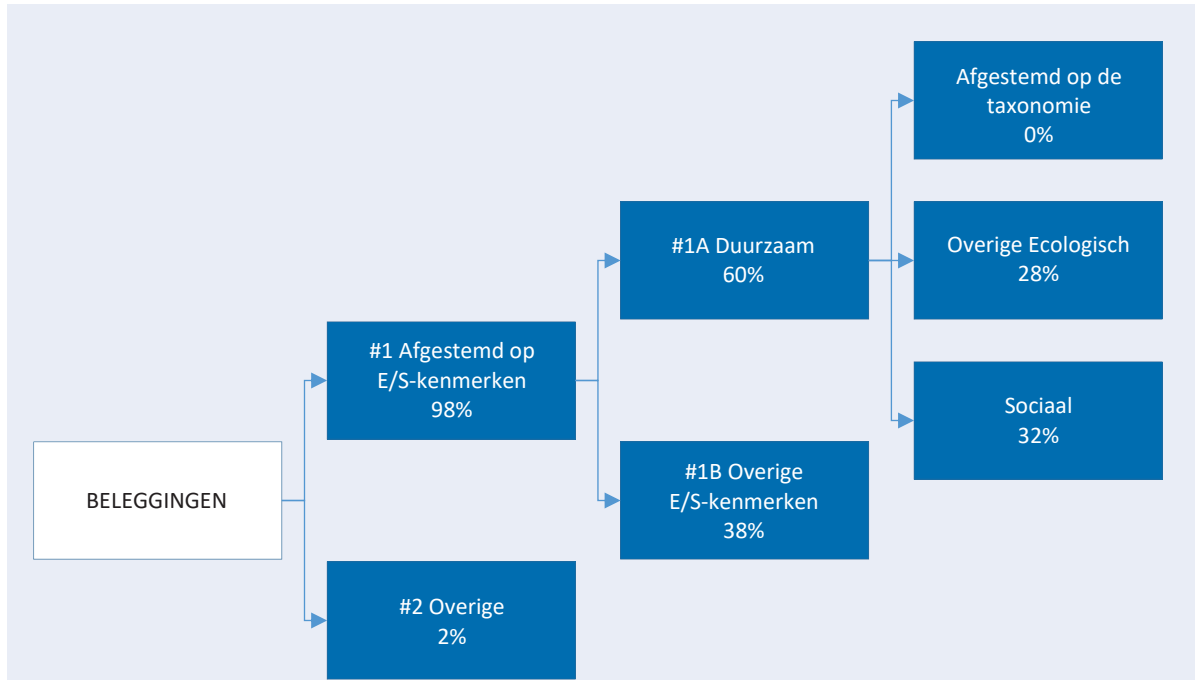 BELEGGINGEN
#1 Afgestemd op
E/S-kenmerken
98%
#2 Overige
2%
#1A Duurzaam
60%
#1B Overige
E/S-kenmerken
38%
Afgestemd op de
taxonomie
0%
Overige Ecologisch
28%
Sociaal
32%